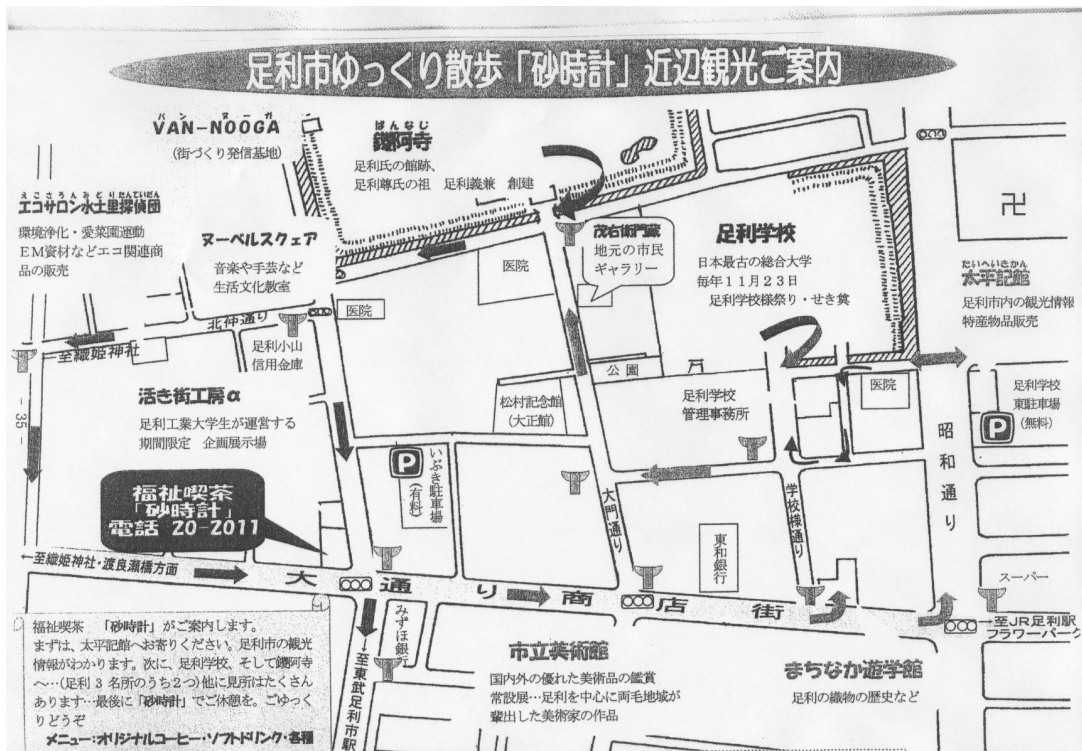 足利市ゆっくり散歩「砂時計」近辺観光ご案内
バン ヌーガ
VAN-NOOGA
(街づくり発信基地)
ばんなじ
鑁阿寺
足利氏の館跡、
足利尊氏の祖 足利義兼 創建
えこさろんみどりたんていだん
エコサロン水土里探偵団
環境浄化・愛菜園運動
EM資材などエコ関連商
品の販売
ヌーベルスクェア
音楽や手芸など
生活文化教室
医院
茂右衛門蔵
地元の市民
ギャラリー
足利学校
日本最古の総合大学
毎年11月23日
足利学校様祭り・せき奠
卍
たいへいきかん
太平記館
足利市内の観光情報
特産物品販売
北仲通り
医院
←至織姫神社
足利小山
信用金庫
公園
医院
松村記念館
(大正館)
足利学校
管理事務所
足利学校
東駐車場
(無料)
P
活き街工房α
足利工業大学生が運営する
期間限定 企画展示場
- 35 -
P
いぶき駐車場
(有料)
昭和通り
福祉喫茶
「砂時計」
電話 20-2011
大門通り
学校様通り
東和銀行
←至織姫神社・渡良瀬橋方面
大通り商店街
スーパー
→至JR足利駅
フラワーパーク
みずほ銀行
→至東武足利市駅
福祉喫茶 「砂時計」がご案内します。
まずは、太平記館へお寄りください。足利市の観光
情報がわかります。次に、足利学校、そして鑁阿寺
へ…(足利3名所のうち2つ)他に見所はたくさん
あります…最後に「砂時計」でご休憩を。ごゆっく
りどうぞ
メニュー:オリジナルコーヒー・ソフトドリンク・各種
市立美術館
国内外の優れた美術品の鑑賞
常設展…足利を中心に両毛地域が
輩出した美術家の作品
まちなか遊学館
足利の織物の歴史など